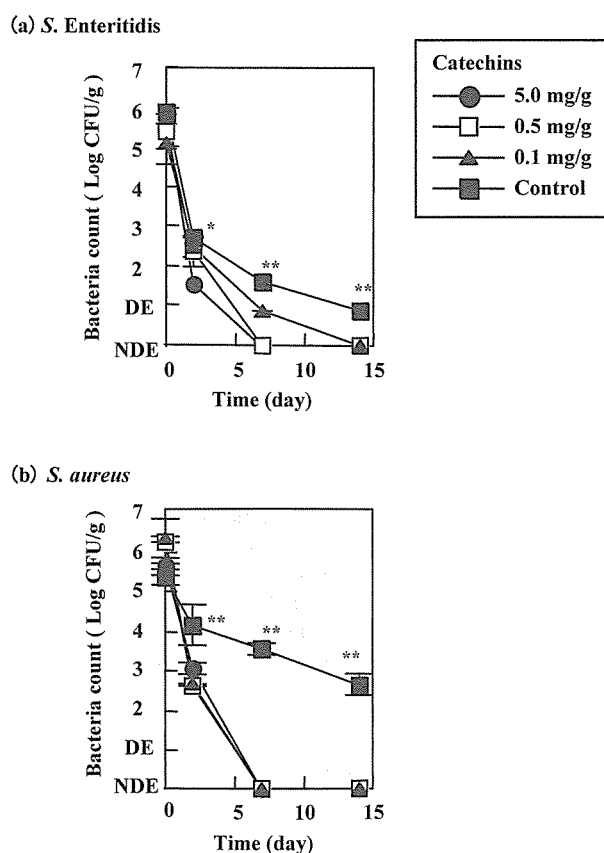 (a) S. Enteritidis
Catechins
5.0 mg/g
0.5 mg/g
0.1 mg/g
Control
Bacteria count ( Log CFU/g )
7
6
5
4
3
2
DE
NDE
*
**
**
0 5 10 15
Time (day)
(b) S. aureus
Bacteria count ( Log CFU/g )
7
6
5
4
3
2
DE
NDE
**
**
**
0 5 10 15
Time (day)